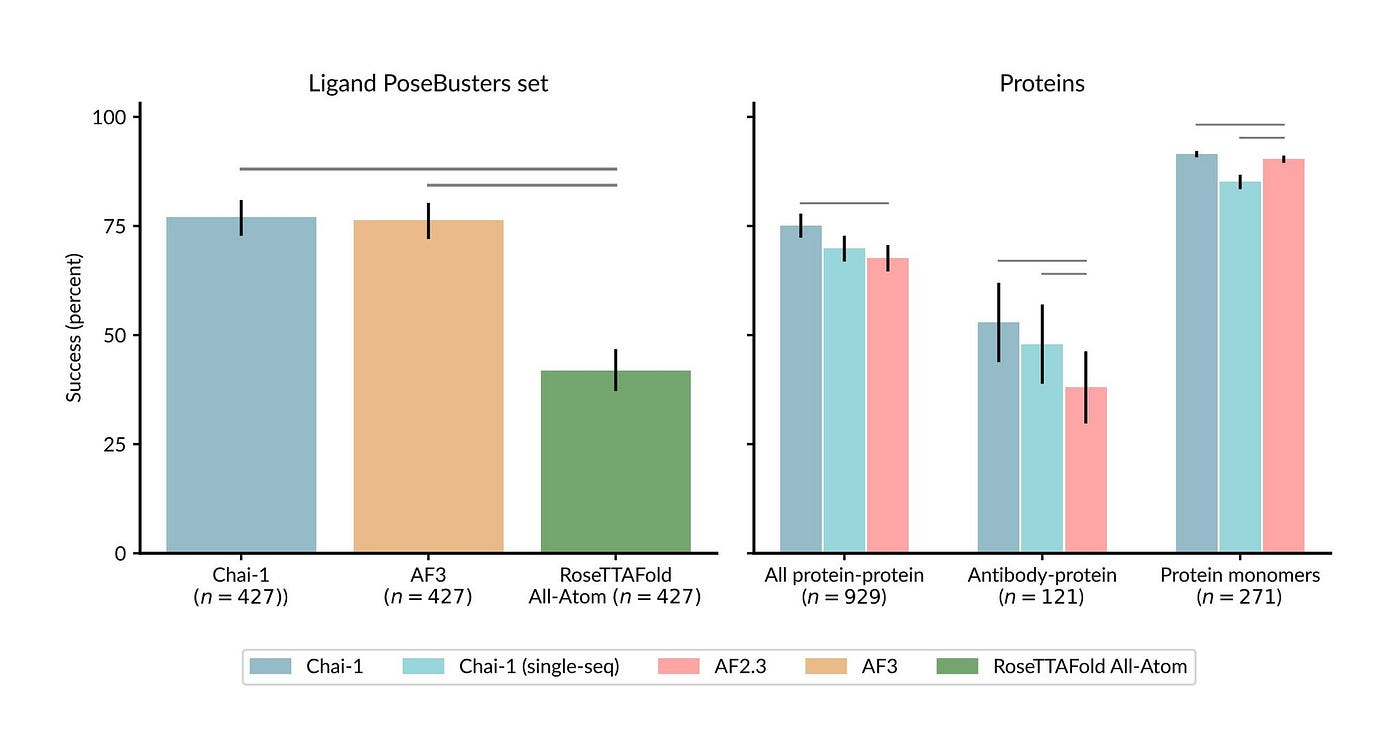 Ligand PoseBusters set
Proteins
Success (percent)
100
75
50
25
0
Chai-1
(n = 427))
AF3
(n = 427)
RoseTTAFold
All-Atom (n = 427)
All protein-protein
(n = 929)
Antibody-protein
(n = 121)
Protein monomers
(n = 271)
Chai-1
Chai-1 (single-seq)
AF2.3
AF3
RoseTTAFold All-Atom